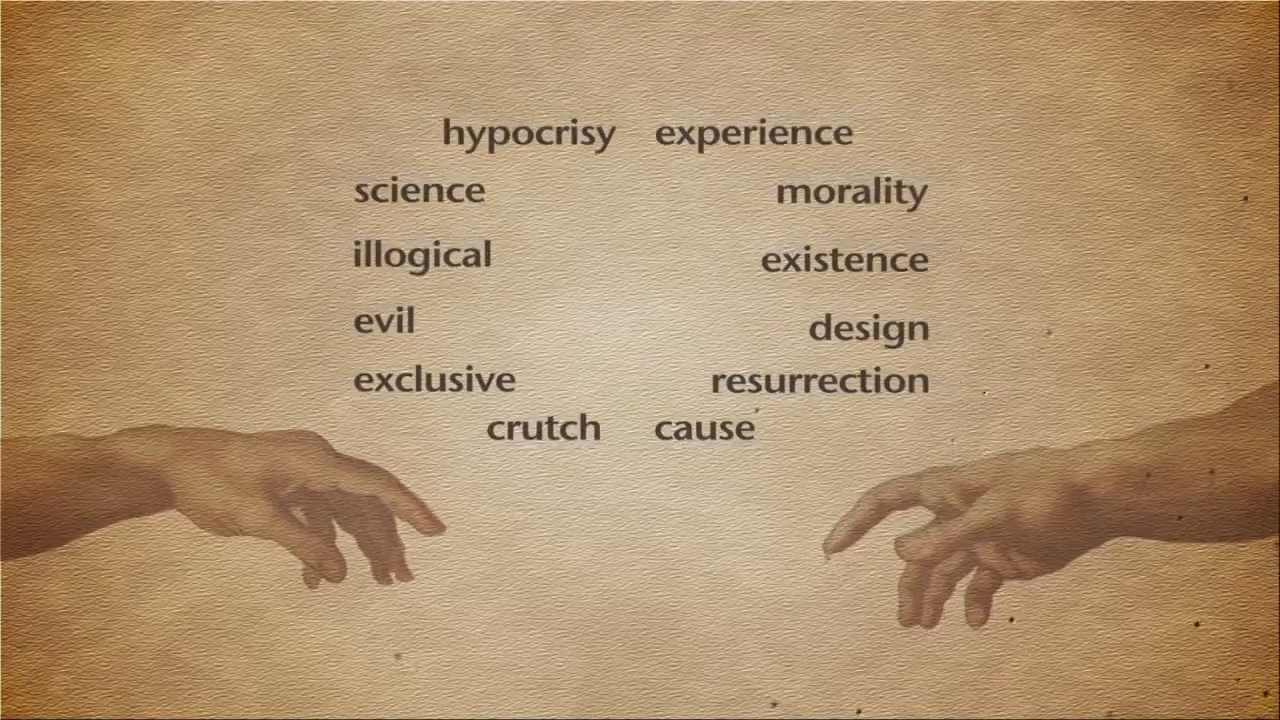 hypocrisy experience
science morality
illogical existence
evil design
exclusive resurrection
crutch cause